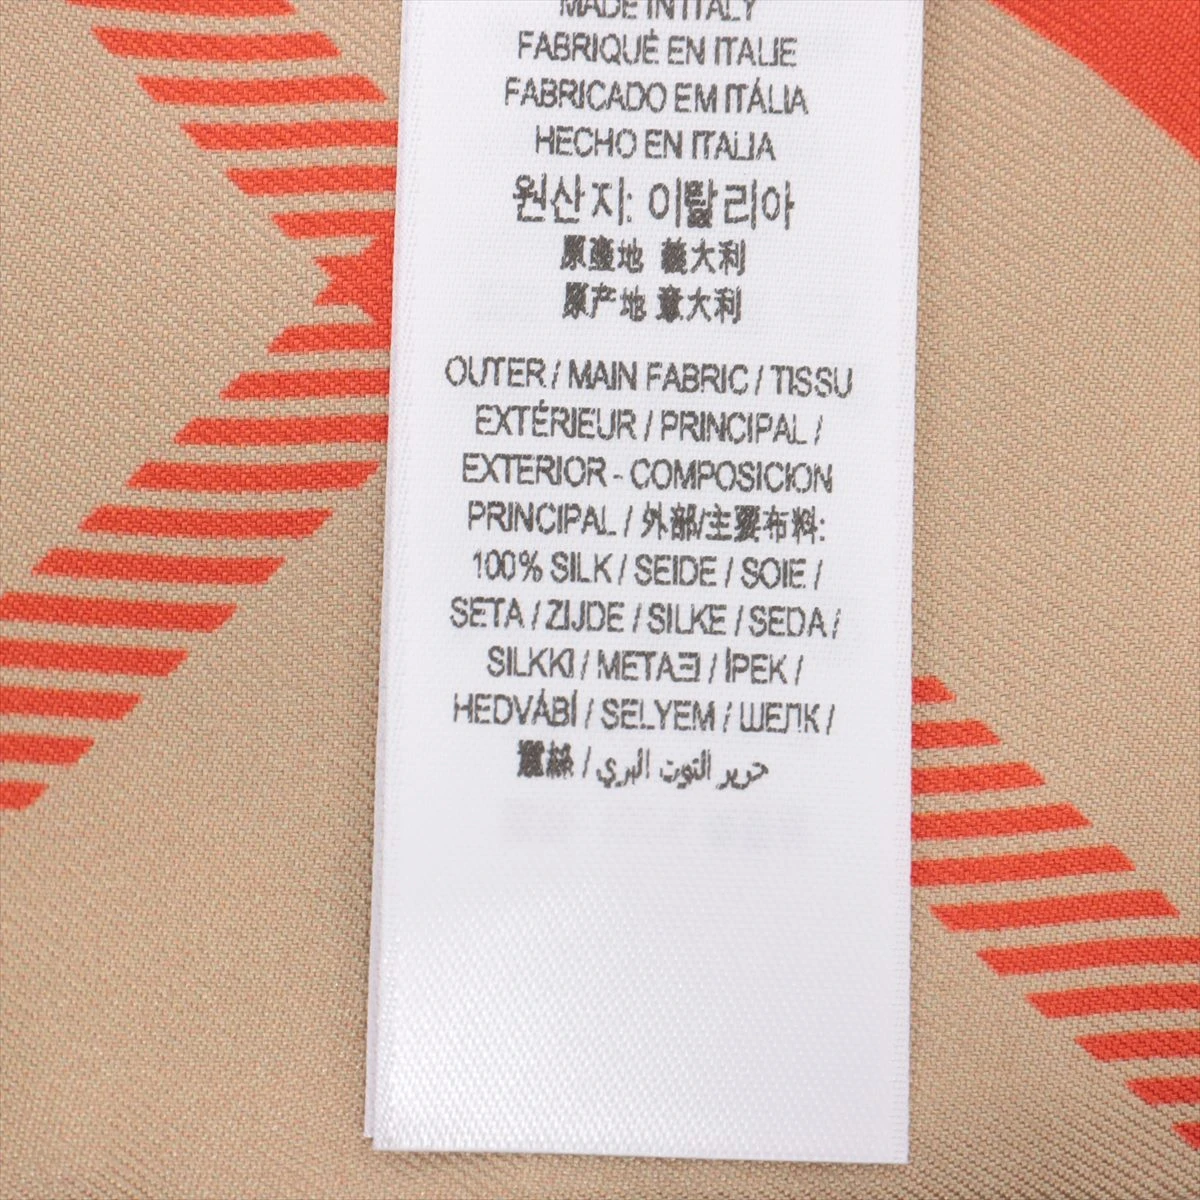 MADE IN ITALY
FABRIQUÉ EN ITALIE
FABRICADO EM ITÁLIA
HECHO EN ITALIA
원산지: 이탈리아
原產地 義大利
原产地 意大利
OUTER / MAIN FABRIC / TISSU
EXTÉRIEUR / PRINCIPAL /
EXTERIOR - COMPOSICION
PRINCIPAL / 外部/主要布料:
100% SILK / SEIDE / SOIE /
SETA / ZIJDE / SILKE / SEDA /
SILKKI / ΜΕΤΑΞΙ / İPEK /
HEDVÁBÍ / SELYEM / ШЕЛК /
蠶絲 / حرير التوت البري